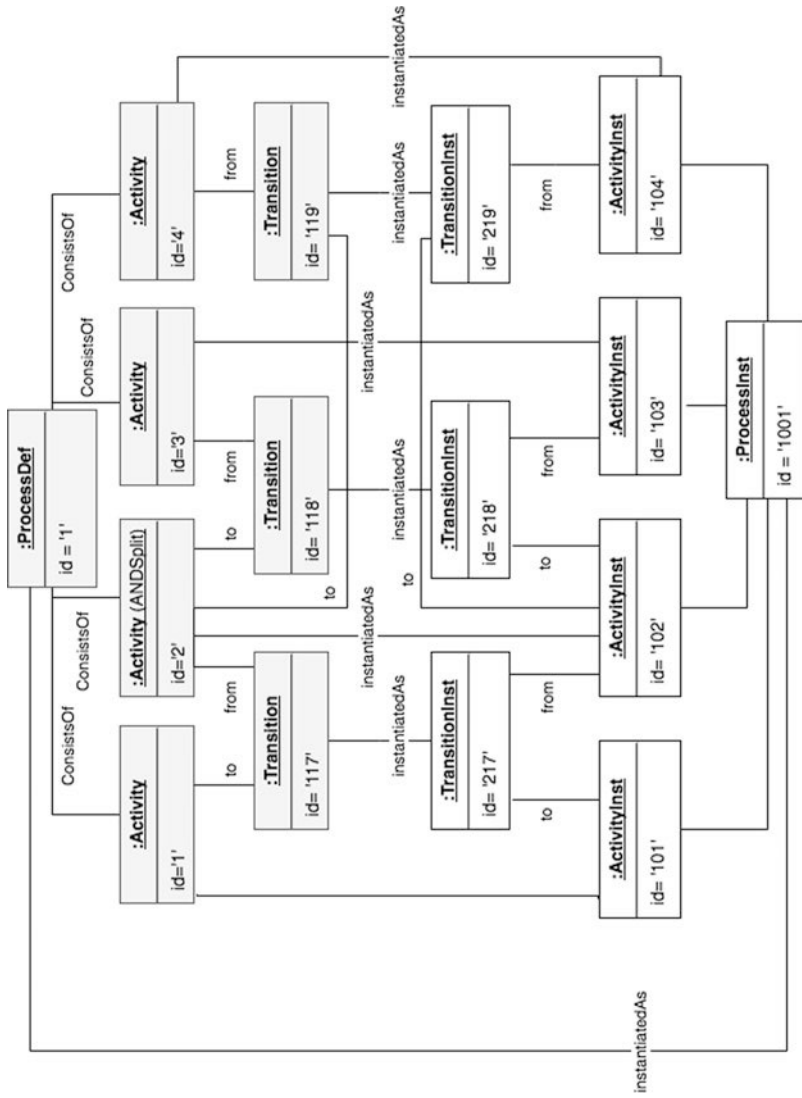 :ProcessDef
id = '1'
ConsistsOf
ConsistsOf
ConsistsOf
ConsistsOf
:Activity
id='1'
:Activity (ANDSplit)
id='2'
:Activity
id='3'
:Activity
id='4'
to
from
to
from
from
:Transition
id= '117'
:Transition
id= '118'
:Transition
id= '119'
to
instantiatedAs
instantiatedAs
instantiatedAs
instantiatedAs
instantiatedAs
instantiatedAs
to
:TransitionInst
id= '217'
:TransitionInst
id= '218'
:TransitionInst
id= '219'
to
from
to
from
from
:ActivityInst
id= '101'
:ActivityInst
id= '102'
:ActivityInst
id= '103'
:ActivityInst
id= '104'
instantiatedAs
:ProcessInst
id = '1001'